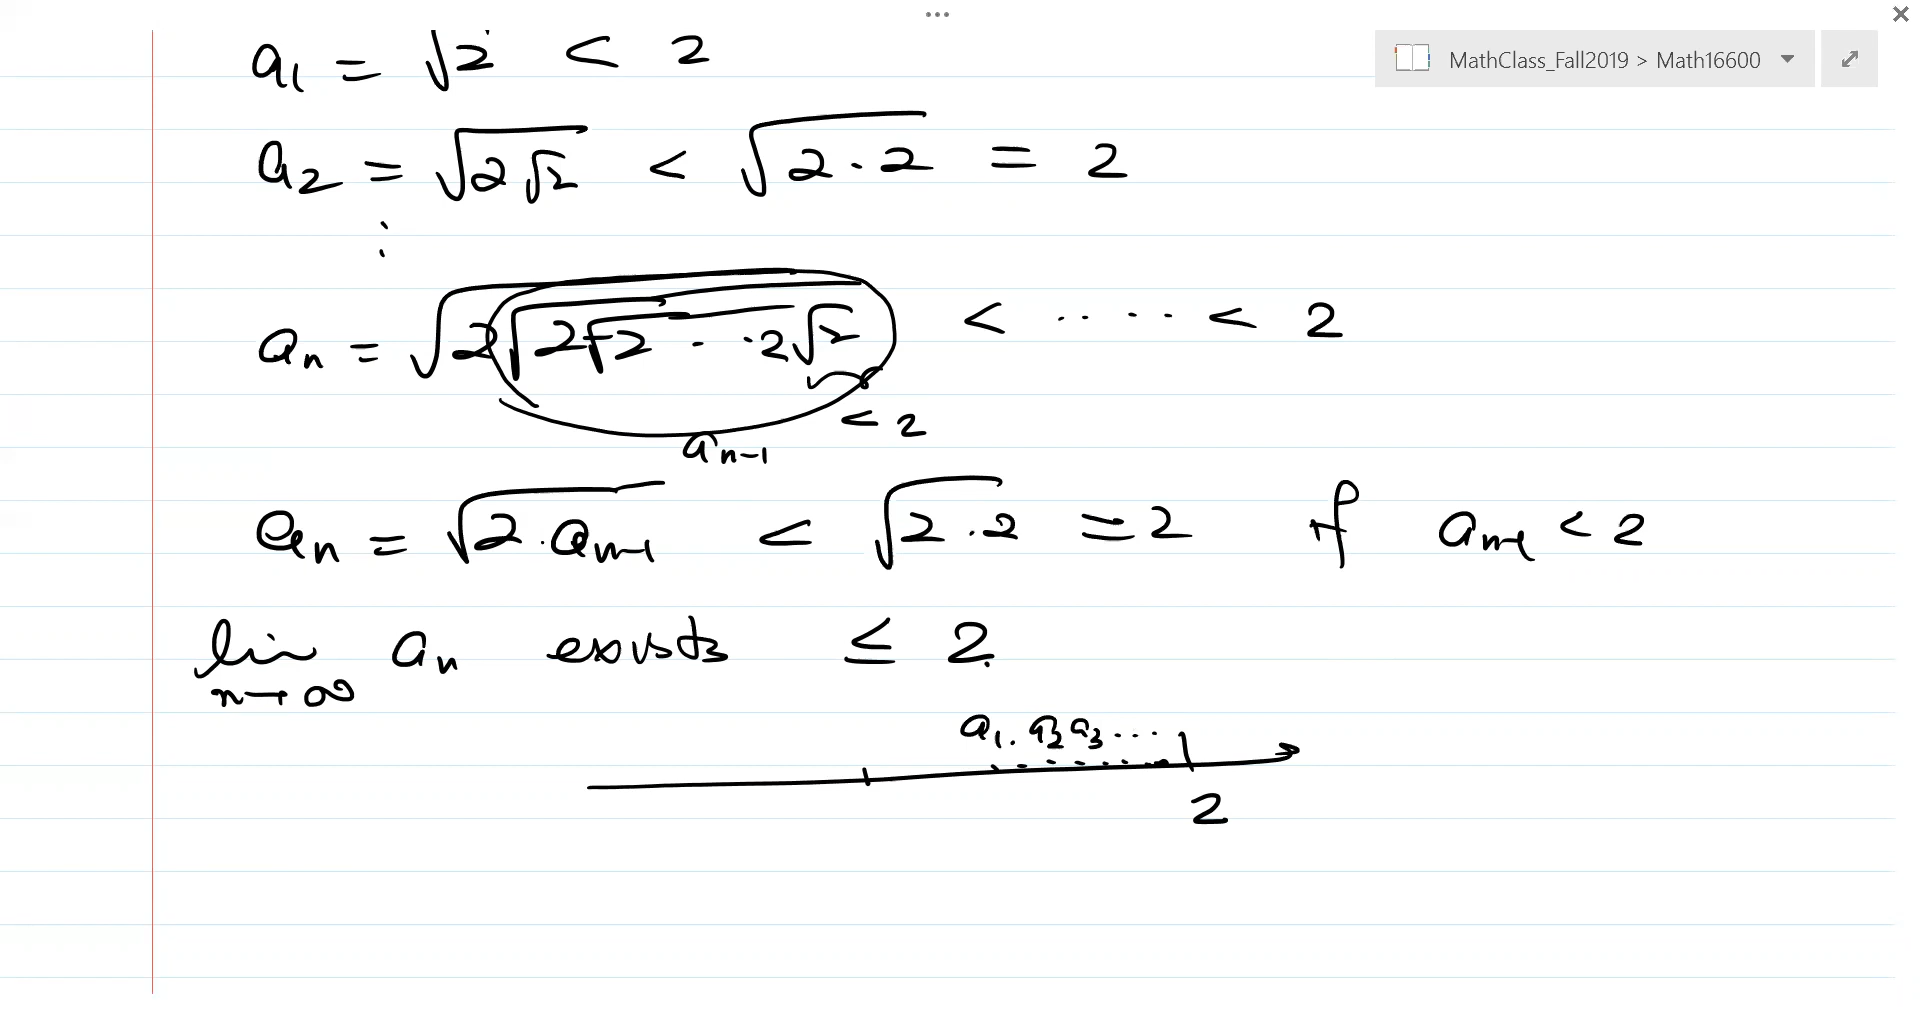 MathClass_Fall2019 > Math16600
a₁ = √2 < 2
a₂ = √(2√2) < √(2·2) = 2
⋮
aₙ = √(2√(2√(2 ⋯ 2√2))) < ⋯⋯ < 2
< 2
aₙ₋₁
aₙ = √(2·aₙ₋₁) < √(2·2) = 2 if aₙ₋₁ < 2
lim aₙ exists ≤ 2
n→∞
a₁. a₂ a₃ ⋯
2